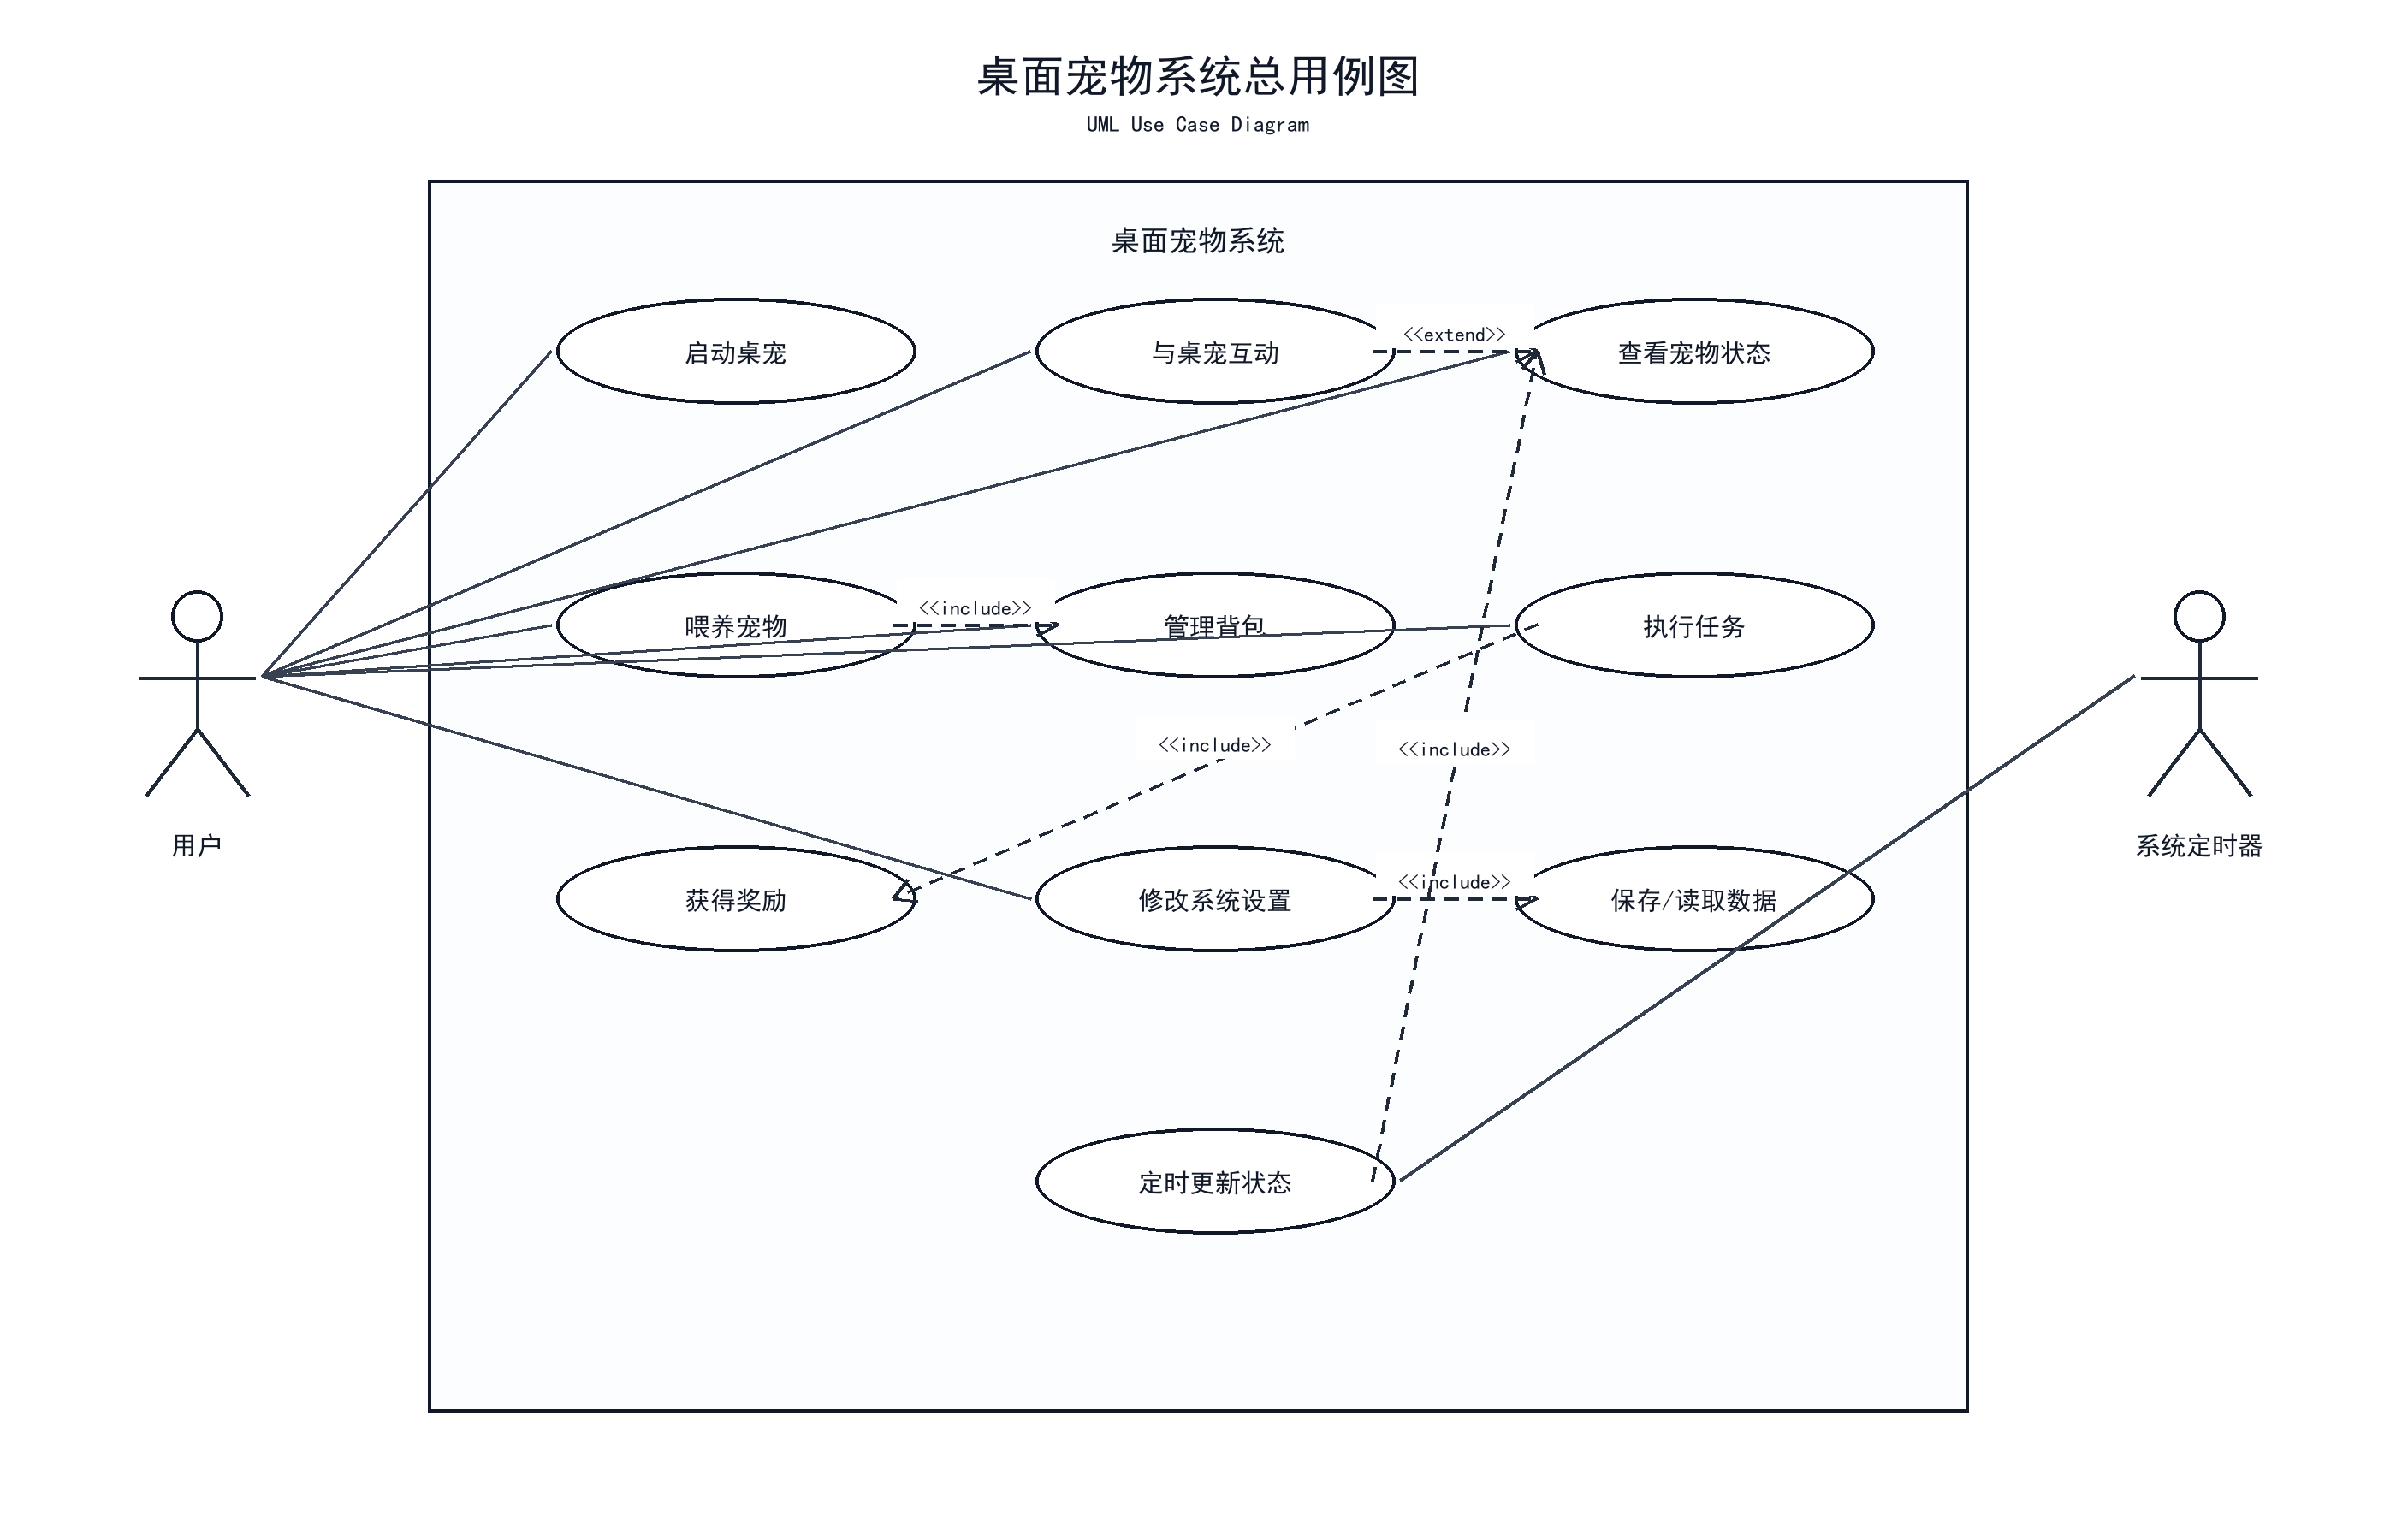 桌面宠物系统总用例图
UML Use Case Diagram
桌面宠物系统
启动桌宠
与桌宠互动
<<extend>>
查看宠物状态
喂养宠物
<<include>>
管理背包
执行任务
<<include>>
<<include>>
用户
系统定时器
获得奖励
修改系统设置
<<include>>
保存/读取数据
定时更新状态